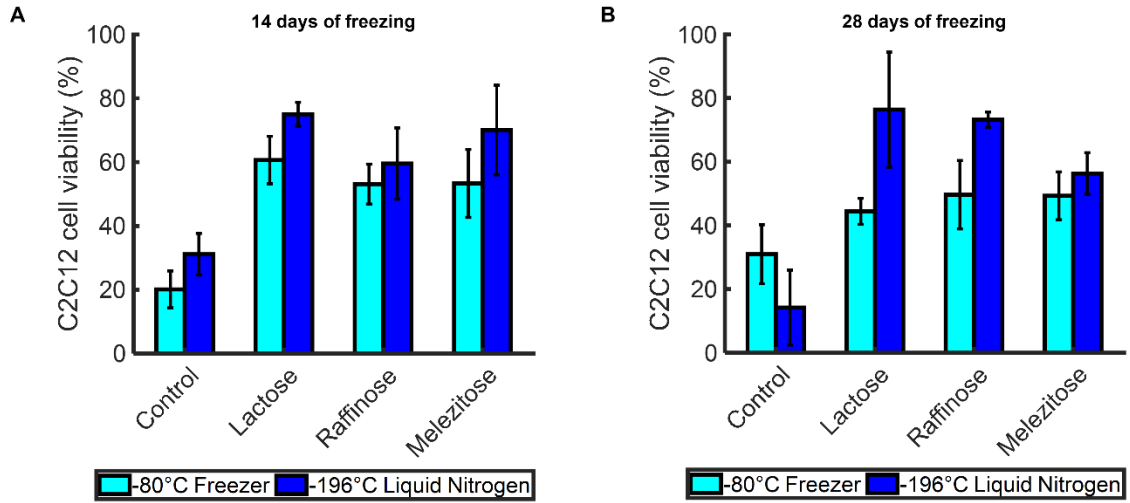 A
14 days of freezing
C2C12 cell viability (%)
100
80
60
40
20
0
Control
Lactose
Raffinose
Melezitose
-80°C Freezer
-196°C Liquid Nitrogen
B
28 days of freezing
C2C12 cell viability (%)
100
80
60
40
20
0
Control
Lactose
Raffinose
Melezitose
-80°C Freezer
-196°C Liquid Nitrogen